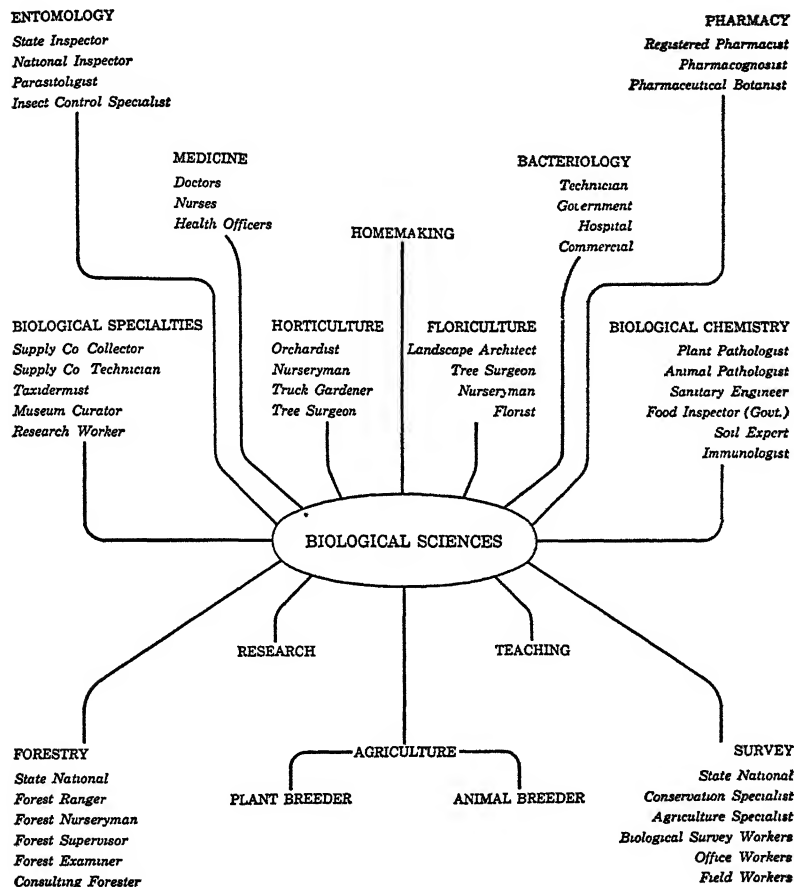 ENTOMOLOGY
State Inspector
National Inspector
Parasitoligist
Insect Control Specialist
PHARMACY
Registered Pharmacist
Pharmacognosist
Pharmaceutical Botanist
MEDICINE
Doctors
Nurses
Health Officers
HOMEMAKING
BACTERIOLOGY
Technician
Government
Hospital
Commercial
BIOLOGICAL SPECIALTIES
Supply Co Collector
Supply Co Technician
Taxidermist
Museum Curator
Research Worker
HORTICULTURE
Orchardist
Nurseryman
Truck Gardener
Tree Surgeon
FLORICULTURE
Landscape Architect
Tree Surgeon
Nurseryman
Florist
BIOLOGICAL CHEMISTRY
Plant Pathologist
Animal Pathologist
Sanitary Engineer
Food Inspector (Govt.)
Soil Expert
Immunologist
BIOLOGICAL SCIENCES
RESEARCH
TEACHING
FORESTRY
State National
Forest Ranger
Forest Nurseryman
Forest Supervisor
Forest Examiner
Consulting Forester
AGRICULTURE
PLANT BREEDER
ANIMAL BREEDER
SURVEY
State National
Conservation Specialist
Agriculture Specialist
Biological Survey Workers
Office Workers
Field Workers